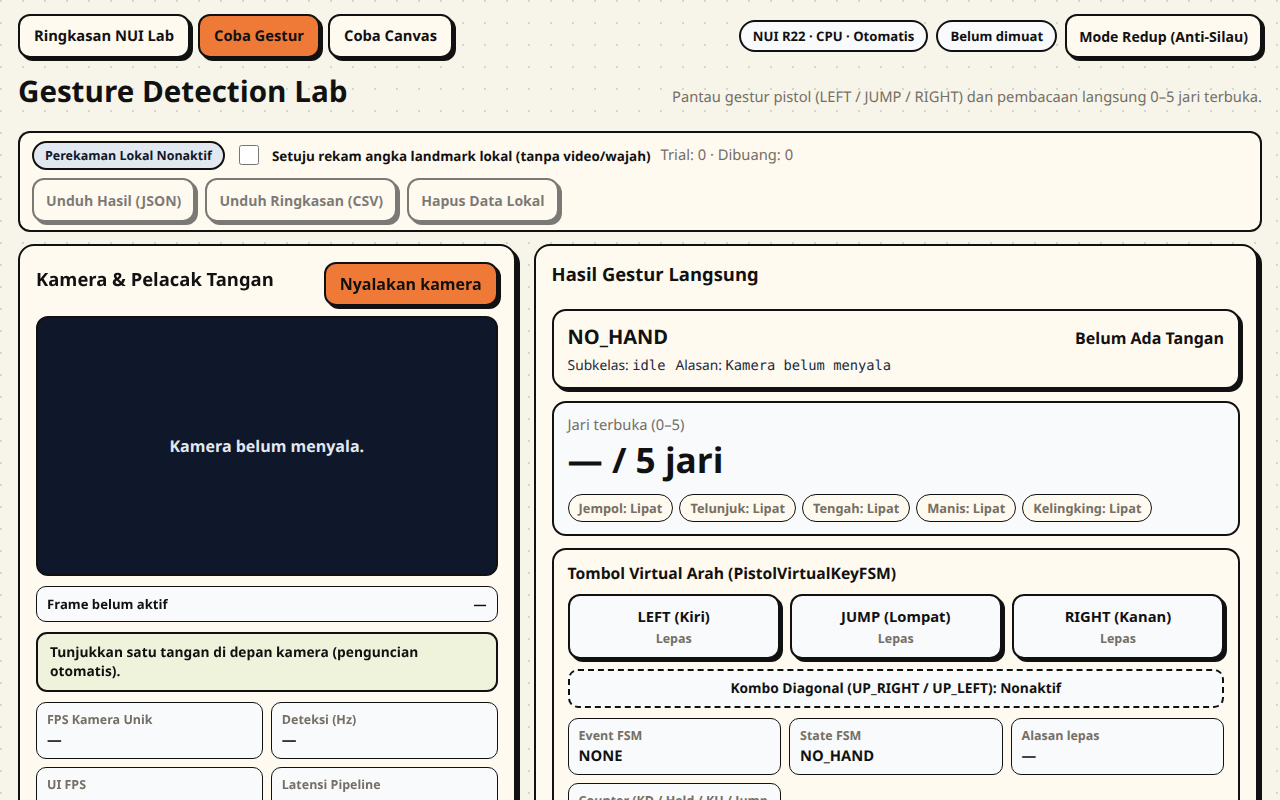 Ringkasan NUI Lab
Coba Gestur
Coba Canvas
NUI R22 · CPU · Otomatis
Belum dimuat
Mode Redup (Anti-Silau)
Gesture Detection Lab
Pantau gestur pistol (LEFT / JUMP / RIGHT) dan pembacaan langsung 0–5 jari terbuka.
Perekaman Lokal Nonaktif
Setuju rekam angka landmark lokal (tanpa video/wajah)
Trial: 0 · Dibuang: 0
Unduh Hasil (JSON)
Unduh Ringkasan (CSV)
Hapus Data Lokal
Kamera & Pelacak Tangan
Nyalakan kamera
Kamera belum menyala.
Frame belum aktif
—
Tunjukkan satu tangan di depan kamera (penguncian
otomatis).
FPS Kamera Unik
—
Deteksi (Hz)
—
UI FPS
Latensi Pipeline
Hasil Gestur Langsung
NO_HAND
Belum Ada Tangan
Subkelas: idle Alasan: Kamera belum menyala
Jari terbuka (0–5)
— / 5 jari
Jempol: Lipat
Telunjuk: Lipat
Tengah: Lipat
Manis: Lipat
Kelingking: Lipat
Tombol Virtual Arah (PistolVirtualKeyFSM)
LEFT (Kiri)
Lepas
JUMP (Lompat)
Lepas
RIGHT (Kanan)
Lepas
Kombo Diagonal (UP_RIGHT / UP_LEFT): Nonaktif
Event FSM
NONE
State FSM
NO_HAND
Alasan lepas
—
Counter (KD / Hold / KU / Jump